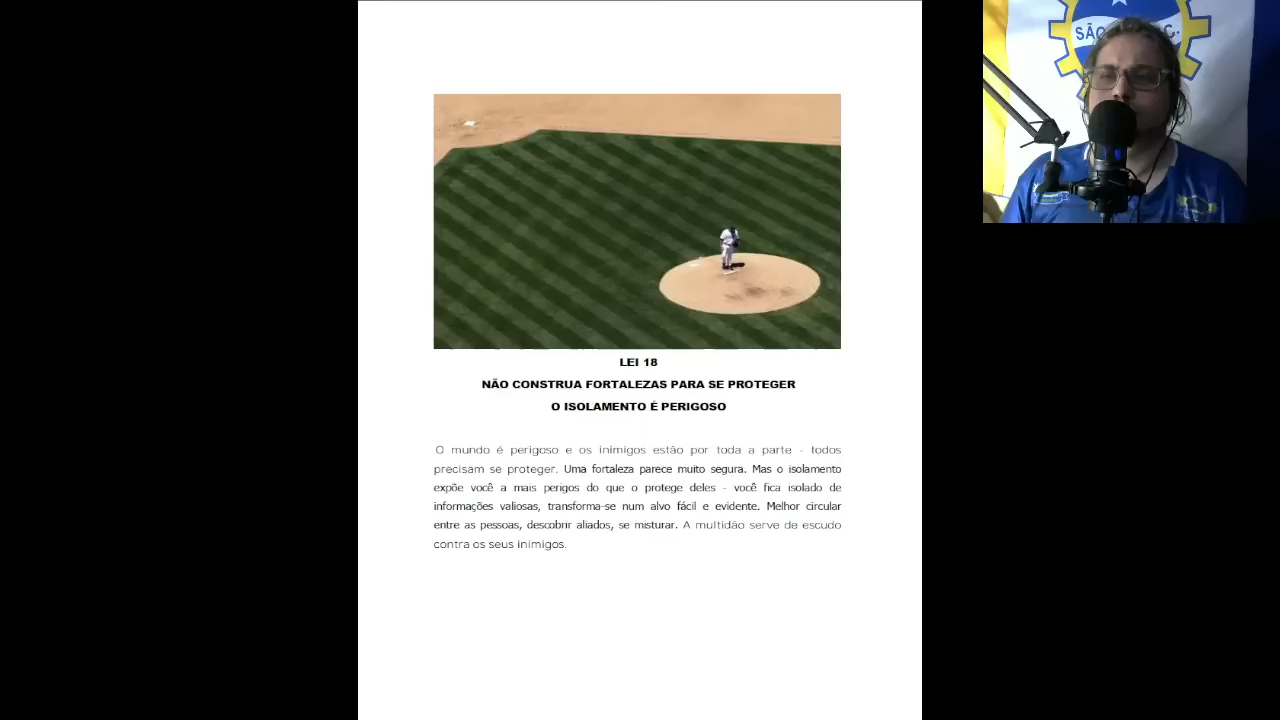 SÃO
C.
LEI 18
NÃO CONSTRUA FORTALEZAS PARA SE PROTEGER
O ISOLAMENTO É PERIGOSO
O mundo é perigoso e os inimigos estão por toda a parte - todos
precisam se proteger. Uma fortaleza parece muito segura. Mas o isolamento
expõe você a mais perigos do que o protege deles - você fica isolado de
informações valiosas, transforma-se num alvo fácil e evidente. Melhor circular
entre as pessoas, descobrir aliados, se misturar. A multidão serve de escudo
contra os seus inimigos.